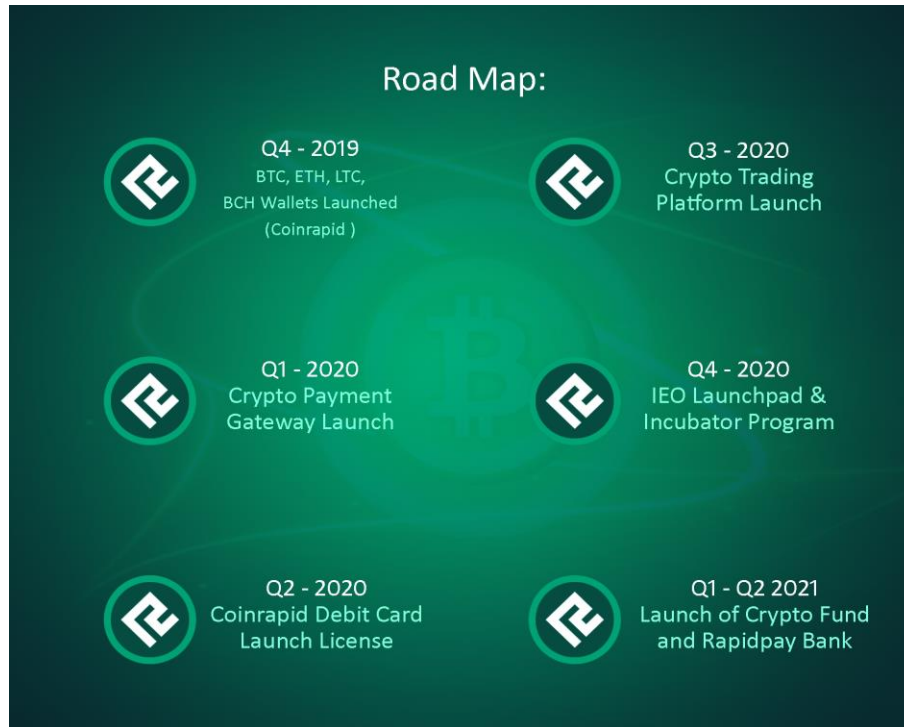 Road Map:
Q4 - 2019
BTC, ETH, LTC,
BCH Wallets Launched
(Coinrapid )
Q1 - 2020
Crypto Payment
Gateway Launch
Q2 - 2020
Coinrapid Debit Card
Launch License
Q3 - 2020
Crypto Trading
Platform Launch
Q4 - 2020
IEO Launchpad &
Incubator Program
Q1 - Q2 2021
Launch of Crypto Fund
and Rapidpay Bank